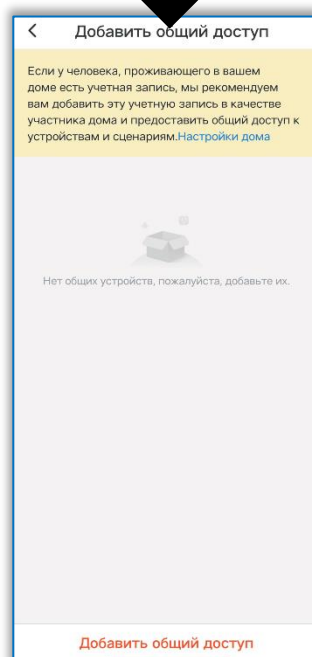 Добавить общий доступ
Если у человека, проживающего в вашем
доме есть учетная запись, мы рекомендуем
вам добавить эту учетную запись в качестве
участника дома и предоставить общий доступ к
устройствам и сценариям.Настройки дома
Нет общих устройств, пожалуйста, добавьте их.
Добавить общий доступ